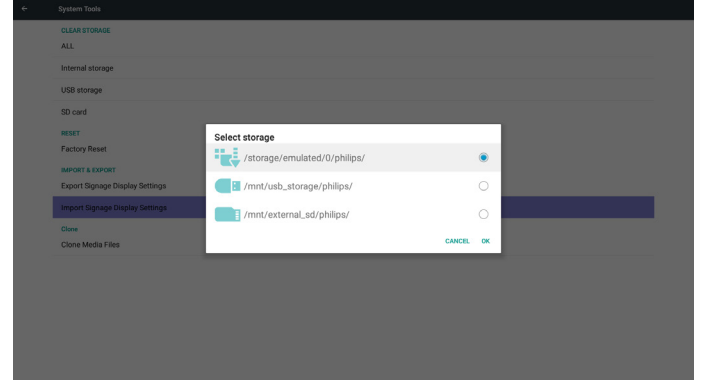 System Tools
CLEAR STORAGE
ALL
Internal storage
USB storage
SD card
RESET
Factory Reset
IMPORT & EXPORT
Export Signage Display Settings
Import Signage Display Settings
Clone
Clone Media Files
Select storage
/storage/emulated/0/philips/
/mnt/usb_storage/philips/
/mnt/external_sd/philips/
CANCEL OK